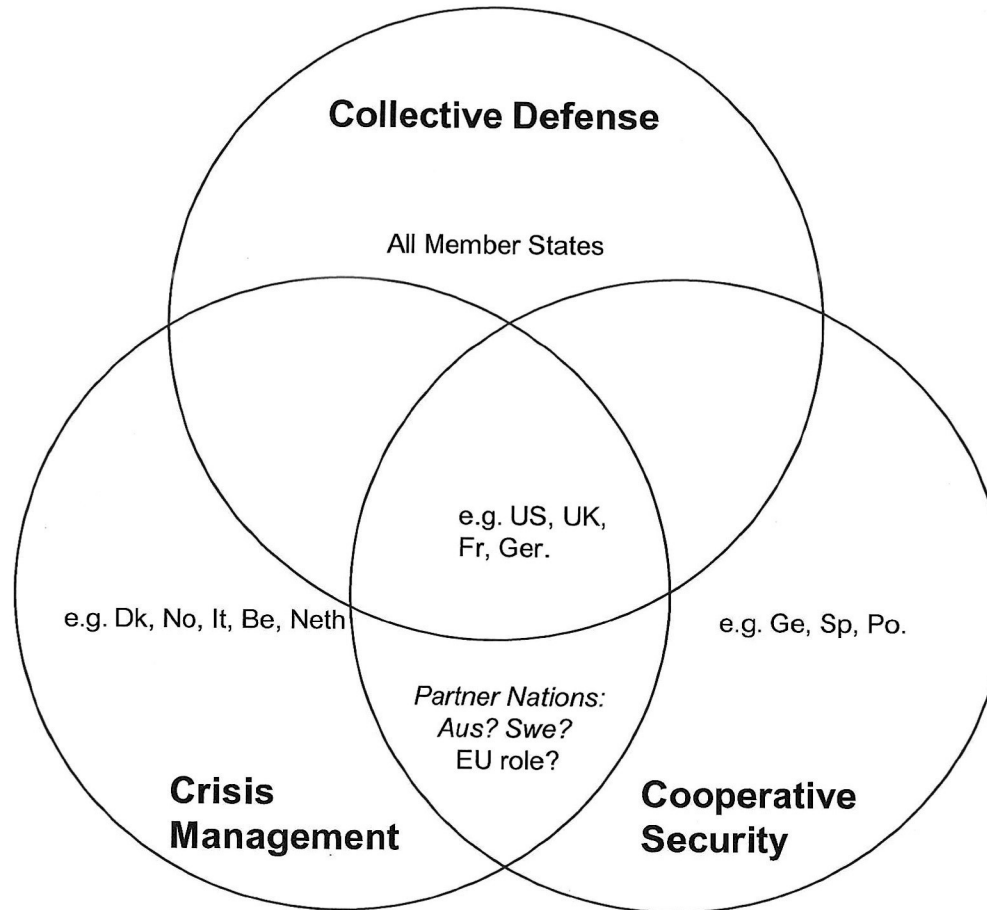 Collective Defense
All Member States
e.g. US, UK,
Fr, Ger.
e.g. Dk, No, It, Be, Neth
e.g. Ge, Sp, Po.
Partner Nations:
Aus? Swe?
EU role?
Crisis
Management
Cooperative
Security